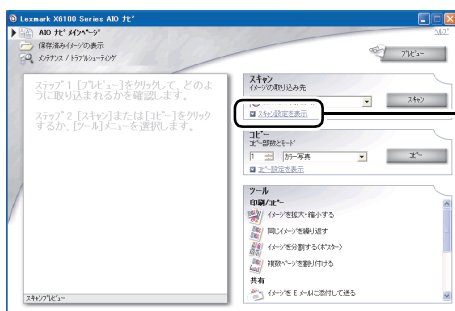 Lexmark X6100 Series AIO ナビ
AIO ナビ メインページ
ヘルプ
保存済みイメージの表示
メンテナンス / トラブルシューティング
プレビュー
ステップ 1 [プレビュー]をクリックして、どのように取り込まれるかを確認します。
ステップ 2 [スキャン]または[コピー]をクリックするか、[ツール]メニューを選択します。
スキャンプレビュー
スキャン
イメージの取り込み先
スキャン
スキャン設定を表示
コピー
コピー部数とモード
1
カラー写真
コピー
コピー設定を表示
ツール
印刷/コピー
イメージを拡大・縮小する
同じイメージを繰り返す
イメージを分割する(ポスター)
複数ページを割り付ける
共有
イメージを E メールに添付して送る